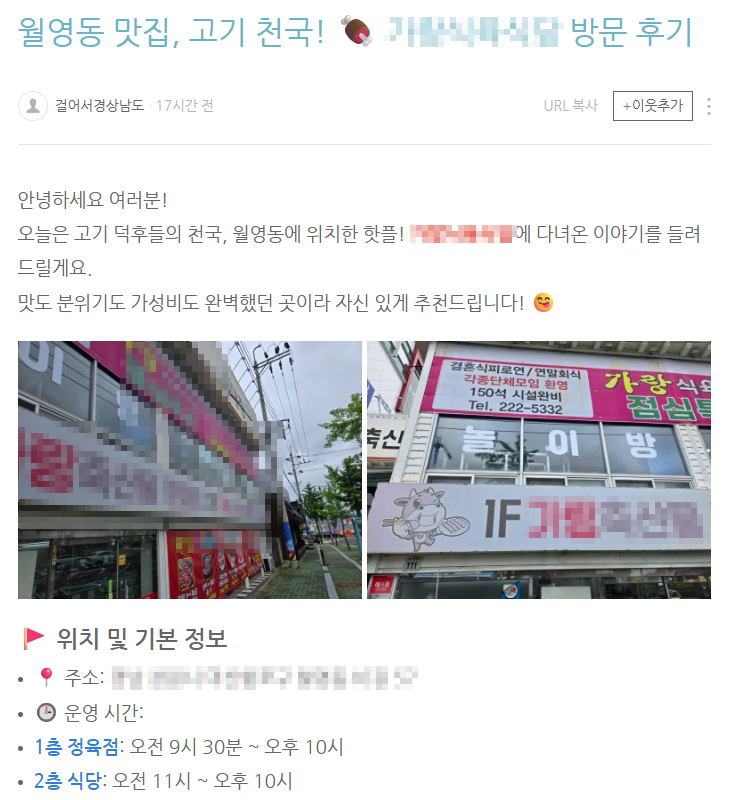 월영동 맛집, 고기 천국! 🍖 방문 후기
걸어서경상남도 · 17시간 전
URL 복사
+이웃추가
안녕하세요 여러분!
오늘은 고기 덕후들의 천국, 월영동에 위치한 핫플! 에 다녀온 이야기를 들려
드릴게요.
맛도 분위기도 가성비도 완벽했던 곳이라 자신 있게 추천드립니다! 😋
이
결혼식피로연/연말회식
각종단체모임 환영
150석 시설완비
Tel. 222-5332
가랑식육
점심특
축산
놀이방
1F
111
🚩 위치 및 기본 정보
• 📍 주소:
• 🕒 운영 시간:
• 1층 정육점: 오전 9시 30분 ~ 오후 10시
• 2층 식당: 오전 11시 ~ 오후 10시